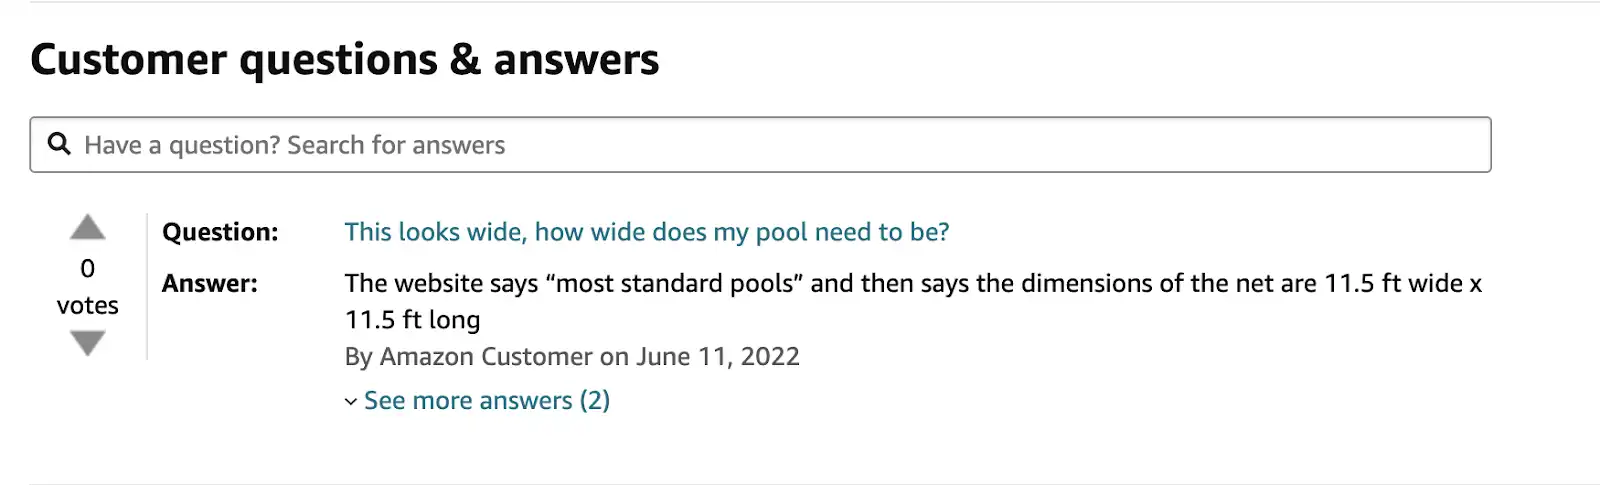 Customer questions & answers
Have a question? Search for answers
0
votes
Question: This looks wide, how wide does my pool need to be?
Answer: The website says “most standard pools” and then says the dimensions of the net are 11.5 ft wide x
11.5 ft long
By Amazon Customer on June 11, 2022
See more answers (2)